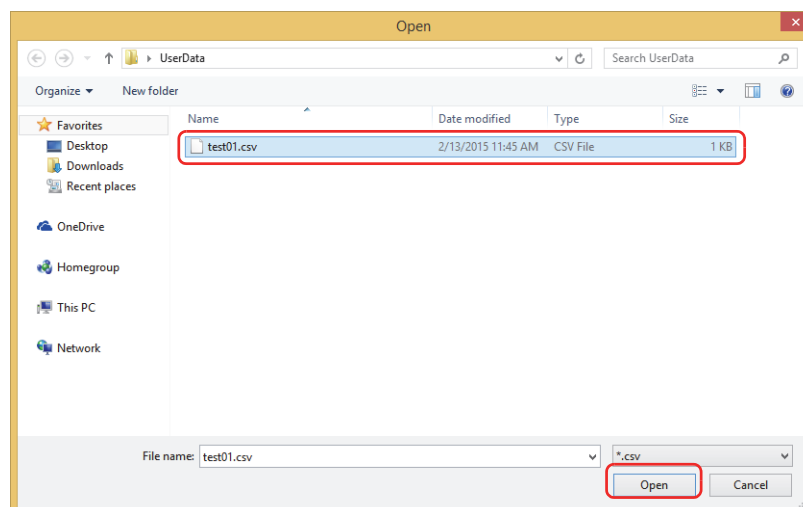 Open
UserData
Search UserData
Organize New folder
Name Date modified Type Size
Favorites
test01.csv 2/13/2015 11:45 AM CSV File 1 KB
Desktop
Downloads
Recent places
OneDrive
Homegroup
This PC
Network
File name: test01.csv *.csv
Open Cancel